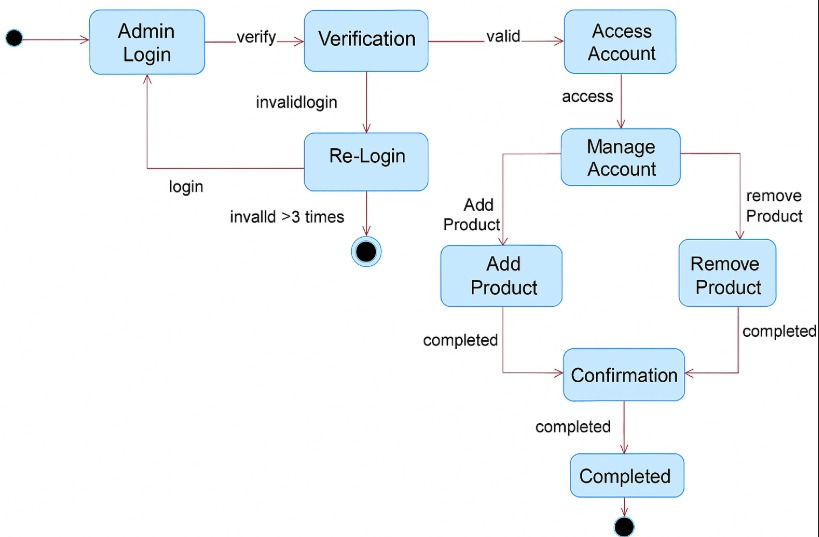 Admin
Login
verify
Verification
valid
Access
Account
invalidlogin
access
Re-Login
Manage
Account
login
invalld >3 times
Add
Product
remove
Product
Add
Product
Remove
Product
completed
completed
Confirmation
completed
Completed